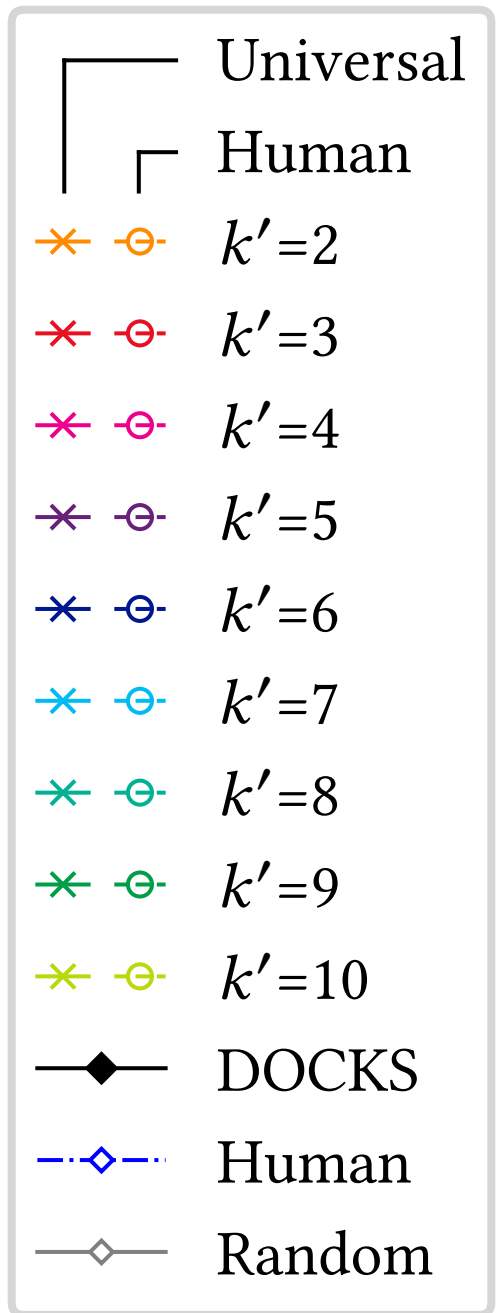 Universal
Human
k′=2
k′=3
k′=4
k′=5
k′=6
k′=7
k′=8
k′=9
k′=10
DOCKS
Human
Random